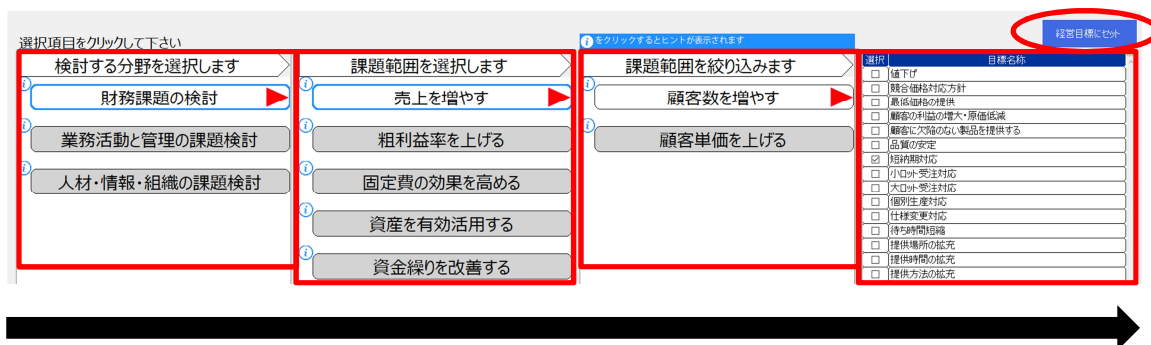 選択項目をクリックして下さい
iをクリックするとヒントが表示されます
経営目標にセット
検討する分野を選択します
財務課題の検討
業務活動と管理の課題検討
人材・情報・組織の課題検討
課題範囲を選択します
売上を増やす
粗利益率を上げる
固定費の効果を高める
資産を有効活用する
資金繰りを改善する
課題範囲を絞り込みます
顧客数を増やす
顧客単価を上げる
選択 目標名称
値下げ
競合価格対応方針
最低価格の提供
顧客の利益の増大・原価低減
顧客に欠陥のない製品を提供する
品質の安定
短納期対応
小ロット受注対応
大ロット受注対応
個別生産対応
仕様変更対応
待ち時間短縮
提供場所の拡充
提供時間の拡充
提供方法の拡充